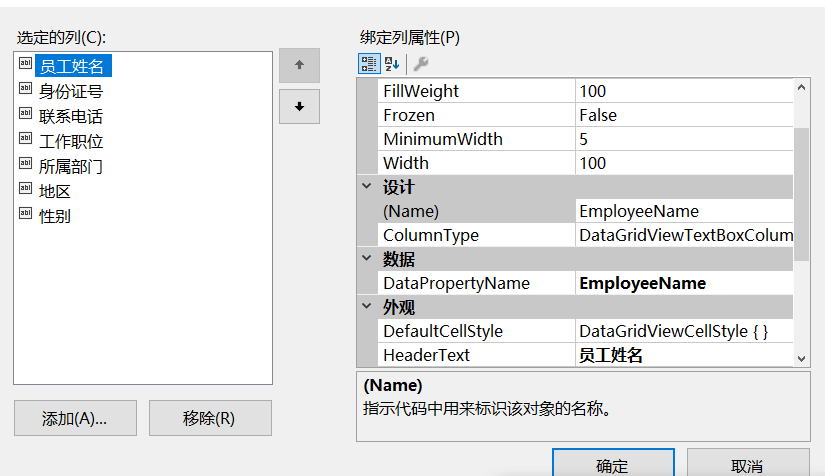 选定的列(C):
员工姓名
身份证号
联系电话
工作职位
所属部门
地区
性别
添加(A)...
移除(R)
绑定列属性(P)
FillWeight 100
Frozen False
MinimumWidth 5
Width 100
设计
(Name) EmployeeName
ColumnType DataGridViewTextBoxColum
数据
DataPropertyName EmployeeName
外观
DefaultCellStyle DataGridViewCellStyle { }
HeaderText 员工姓名
(Name)
指示代码中用来标识该对象的名称。
确定
取消